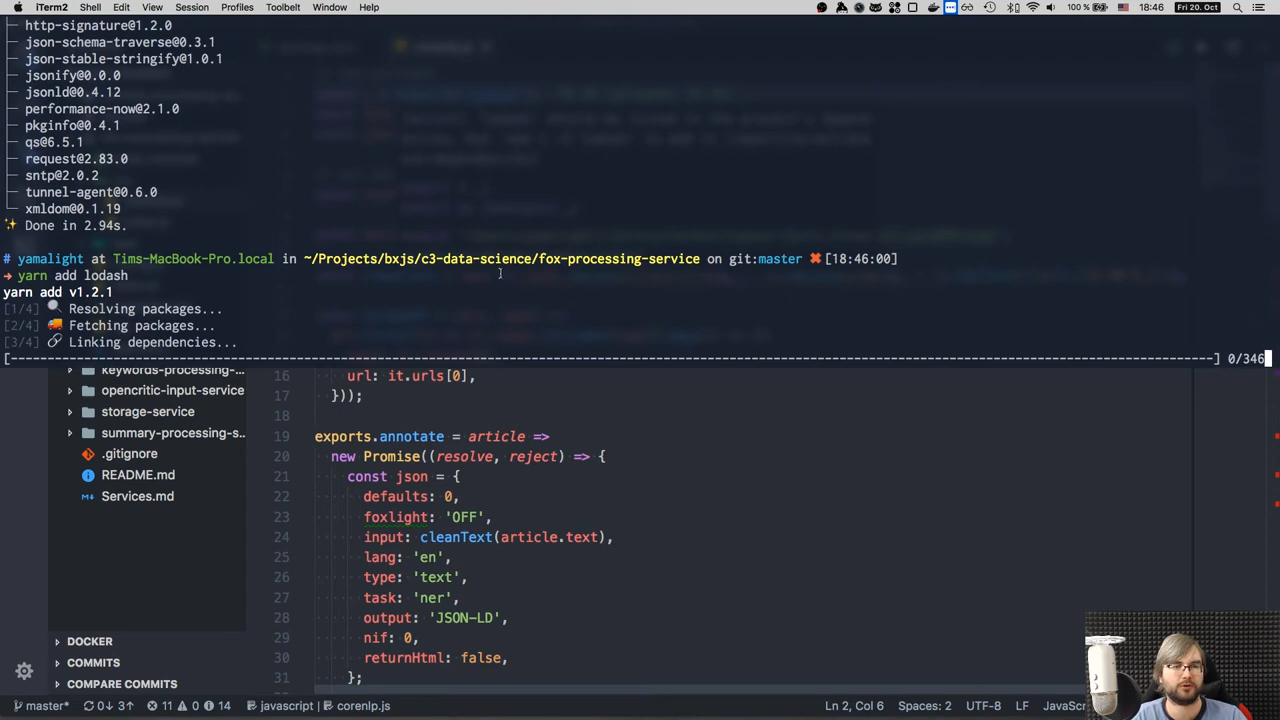 iTerm2 Shell Edit View Session Profiles Toolbelt Window Help 100 % 18:46 Fri 20. Oct
├─ http-signature@1.2.0
├─ json-schema-traverse@0.3.1
├─ json-stable-stringify@1.0.1
├─ jsonify@0.0.0
├─ jsonld@0.4.12
├─ performance-now@2.1.0
├─ pkginfo@0.4.1
├─ qs@6.5.1
├─ request@2.83.0
├─ sntp@2.0.2
├─ tunnel-agent@0.6.0
└─ xmldom@0.1.19
✨ Done in 2.94s.
# yamalight at Tims-MacBook-Pro.local in ~/Projects/bxjs/c3-data-science/fox-processing-service on git:master ✖ [18:46:00]
→ yarn add lodash
yarn add v1.2.1
[1/4] 🔍 Resolving packages...
[2/4] 🚚 Fetching packages...
[3/4] 🔗 Linking dependencies...
[----------------------------------------------------------------] 0/346
keywords-processing-...
opencritic-input-service
storage-service
summary-processing-s...
.gitignore
README.md
Services.md
DOCKER
COMMITS
COMPARE COMMITS
16 url: it.urls[0],
17 }));
18
19 exports.annotate = article =>
20 new Promise((resolve, reject) => {
21 const json = {
22 defaults: 0,
23 foxlight: 'OFF',
24 input: cleanText(article.text),
25 lang: 'en',
26 type: 'text',
27 task: 'ner',
28 output: 'JSON-LD',
29 nif: 0,
30 returnHtml: false,
31 };
master* 0↓ 3↑ 11 0 14 javascript | corenlp.js Ln 2, Col 6 Spaces: 2 UTF-8 LF JavaSc